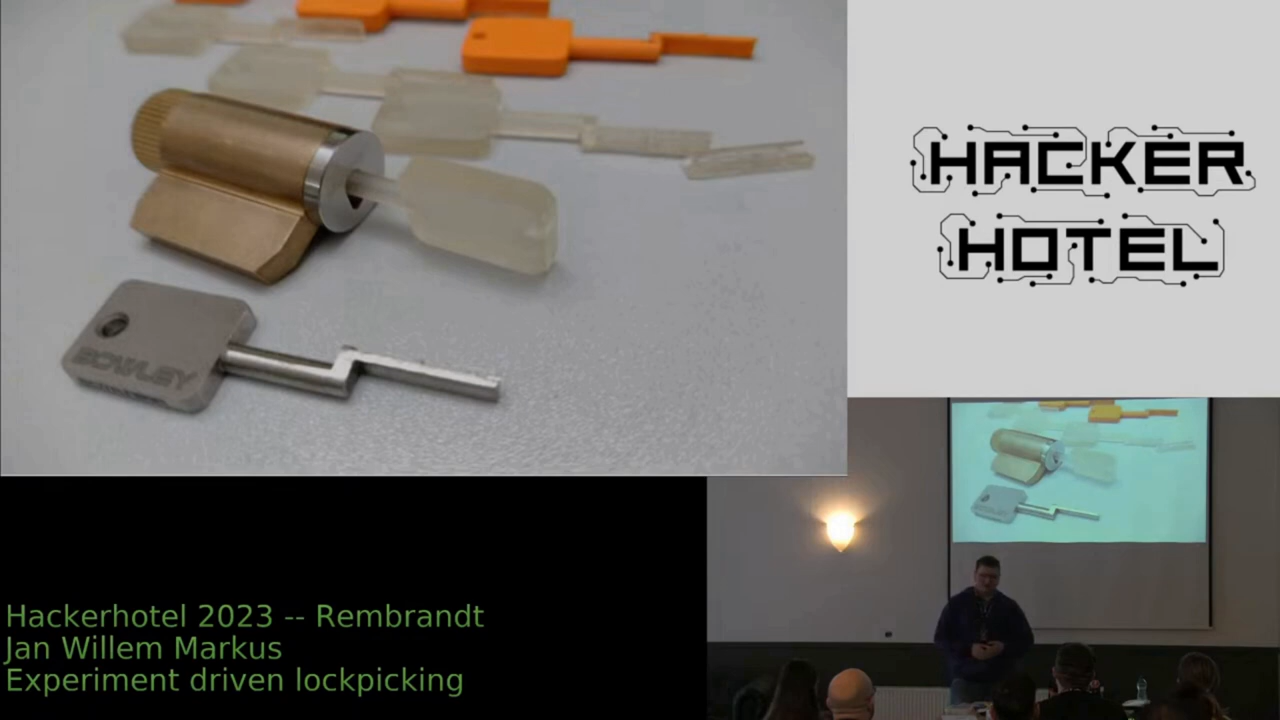 HACKER
HOTEL
BOWLEY
Hackerhotel 2023 -- Rembrandt
Jan Willem Markus
Experiment driven lockpicking